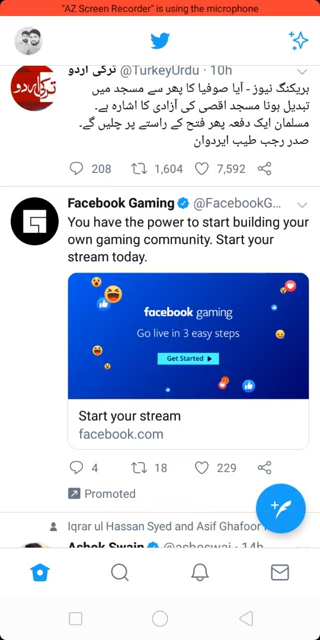 "AZ Screen Recorder" is using the microphone
ترکی اردو @TurkeyUrdu · 10h
بریکنگ نیوز - آیا صوفیا کا پھر سے مسجد میں
تبدیل ہونا مسجد اقصی کی آزادی کا اشارہ ہے۔
مسلمان ایک دفعہ پھر فتح کے راستے پر چلیں گے۔
صدر رجب طیب ایردوان
208 1,604 7,592
Facebook Gaming @FacebookG...
You have the power to start building your
own gaming community. Start your
stream today.
facebook gaming
Go live in 3 easy steps
Get Started
Start your stream
facebook.com
4 18 229
Promoted
Iqrar ul Hassan Syed and Asif Ghafoor
Ashok Swain @ashoswai · 14h